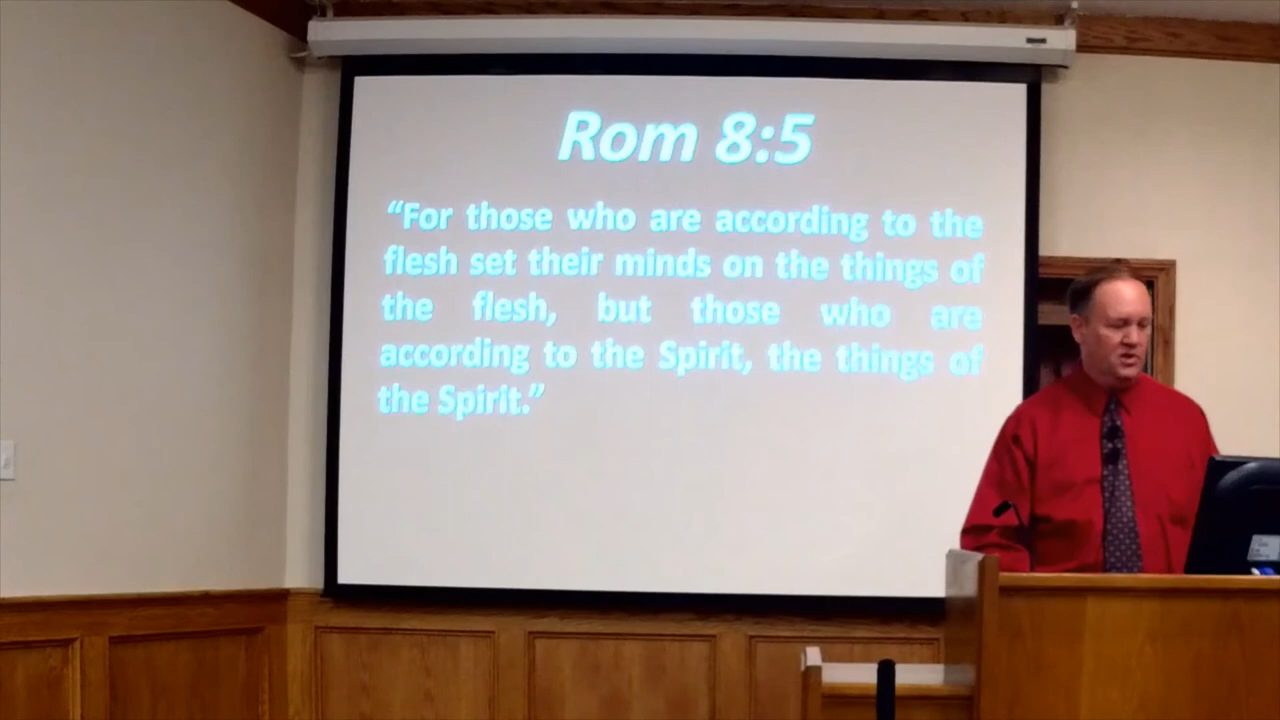 Rom 8:5
“For those who are according to the
flesh set their minds on the things of
the flesh, but those who are
according to the Spirit, the things of
the Spirit.”